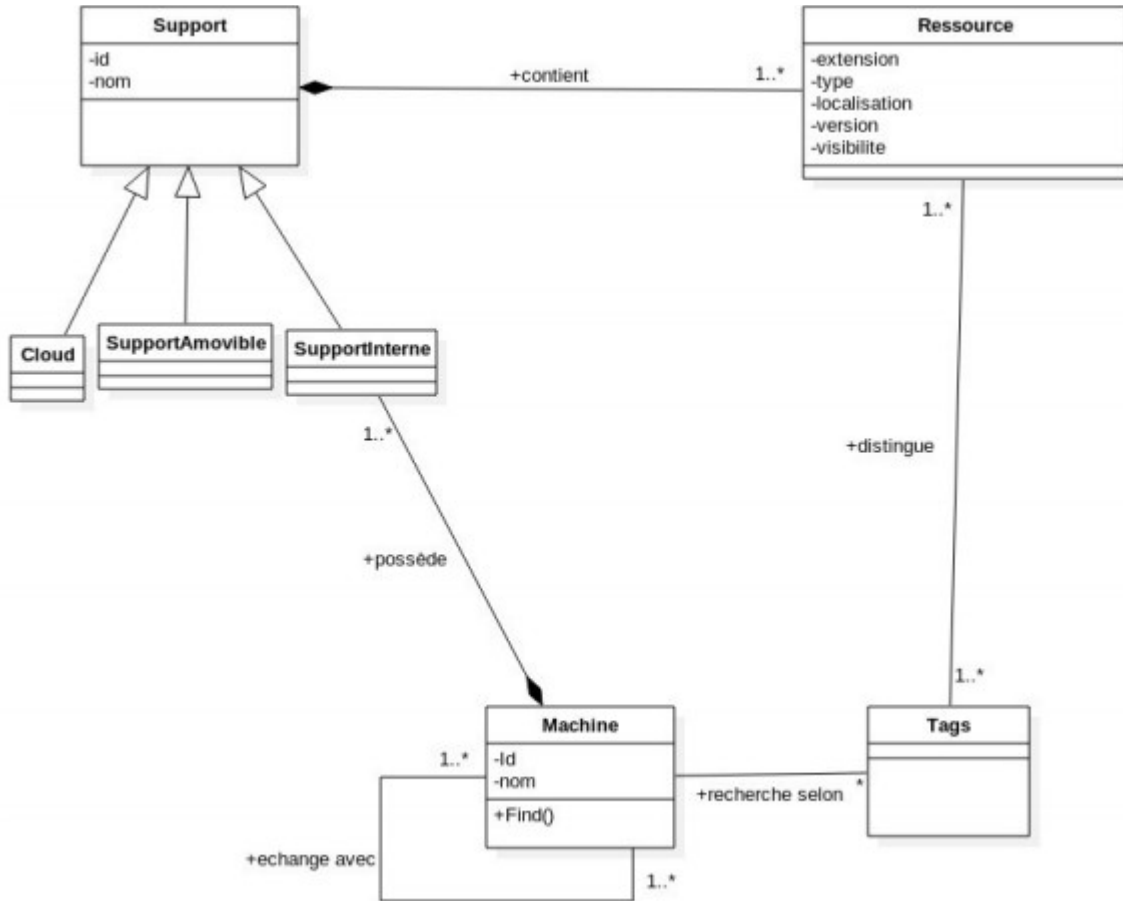 Support
-id
-nom
+contient
1..*
Ressource
-extension
-type
-localisation
-version
-visibilite
1..*
Cloud
SupportAmovible
SupportInterne
1..*
+distingue
+possède
1..*
Machine
-Id
-nom
+Find()
1..*
+echange avec
1..*
+recherche selon
*
Tags